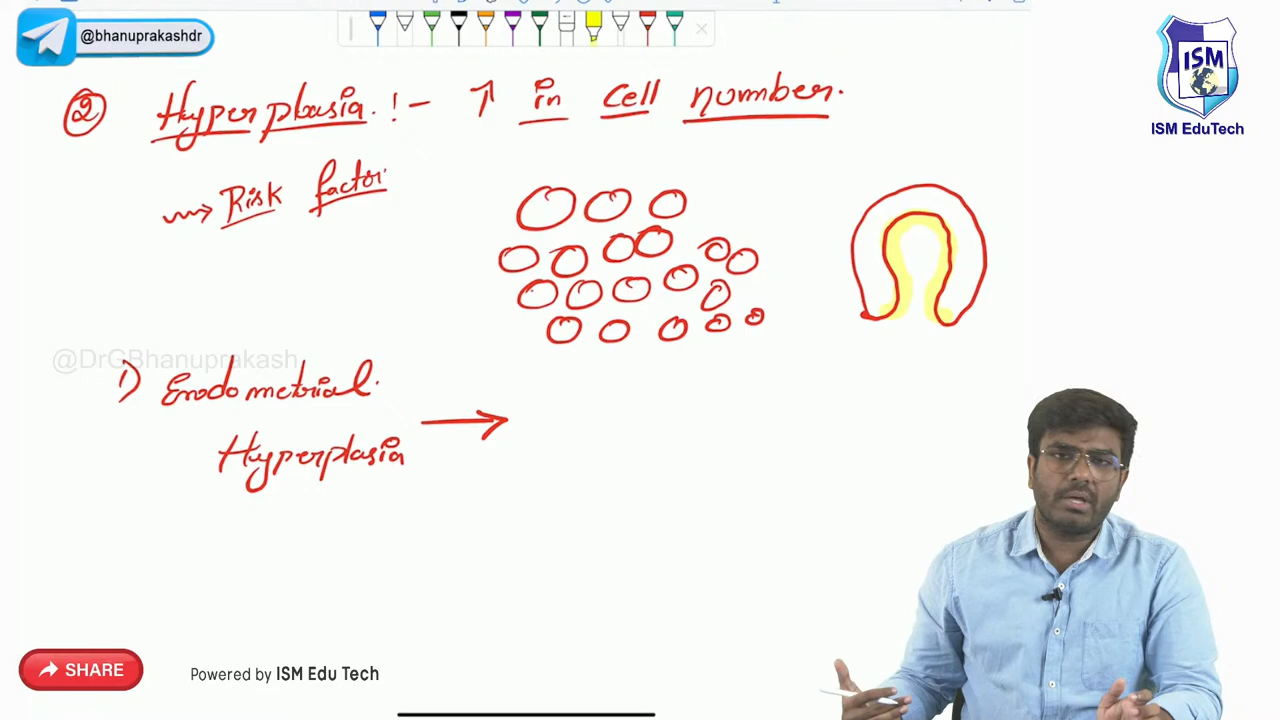 @bhanuprakashdr
ISM
ISM EduTech
② Hyperplasia. :- ↑ in cell number.
Risk factor.
@DrGBhanuprakash
1) Endometrial.
Hyperplasia →
SHARE
Powered by ISM Edu Tech